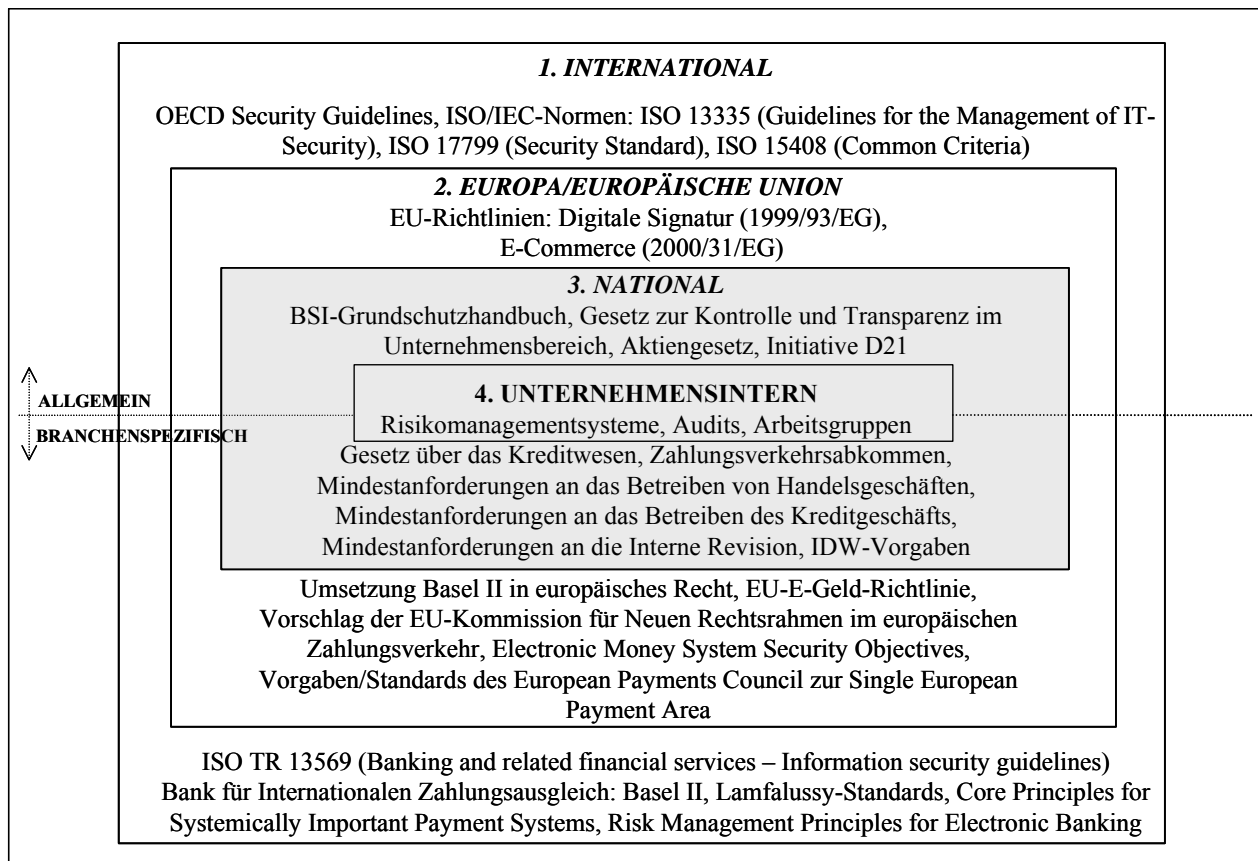 1. INTERNATIONAL
OECD Security Guidelines, ISO/IEC-Normen: ISO 13335 (Guidelines for the Management of IT-
Security), ISO 17799 (Security Standard), ISO 15408 (Common Criteria)
2. EUROPA/EUROPÄISCHE UNION
EU-Richtlinien: Digitale Signatur (1999/93/EG),
E-Commerce (2000/31/EG)
3. NATIONAL
BSI-Grundschutzhandbuch, Gesetz zur Kontrolle und Transparenz im
Unternehmensbereich, Aktiengesetz, Initiative D21
4. UNTERNEHMENSINTERN
ALLGEMEIN
BRANCHENSPEZIFISCH
Risikomanagementsysteme, Audits, Arbeitsgruppen
Gesetz über das Kreditwesen, Zahlungsverkehrsabkommen,
Mindestanforderungen an das Betreiben von Handelsgeschäften,
Mindestanforderungen an das Betreiben des Kreditgeschäfts,
Mindestanforderungen an die Interne Revision, IDW-Vorgaben
Umsetzung Basel II in europäisches Recht, EU-E-Geld-Richtlinie,
Vorschlag der EU-Kommission für Neuen Rechtsrahmen im europäischen
Zahlungsverkehr, Electronic Money System Security Objectives,
Vorgaben/Standards des European Payments Council zur Single European
Payment Area
ISO TR 13569 (Banking and related financial services – Information security guidelines)
Bank für Internationalen Zahlungsausgleich: Basel II, Lamfalussy-Standards, Core Principles for
Systemically Important Payment Systems, Risk Management Principles for Electronic Banking